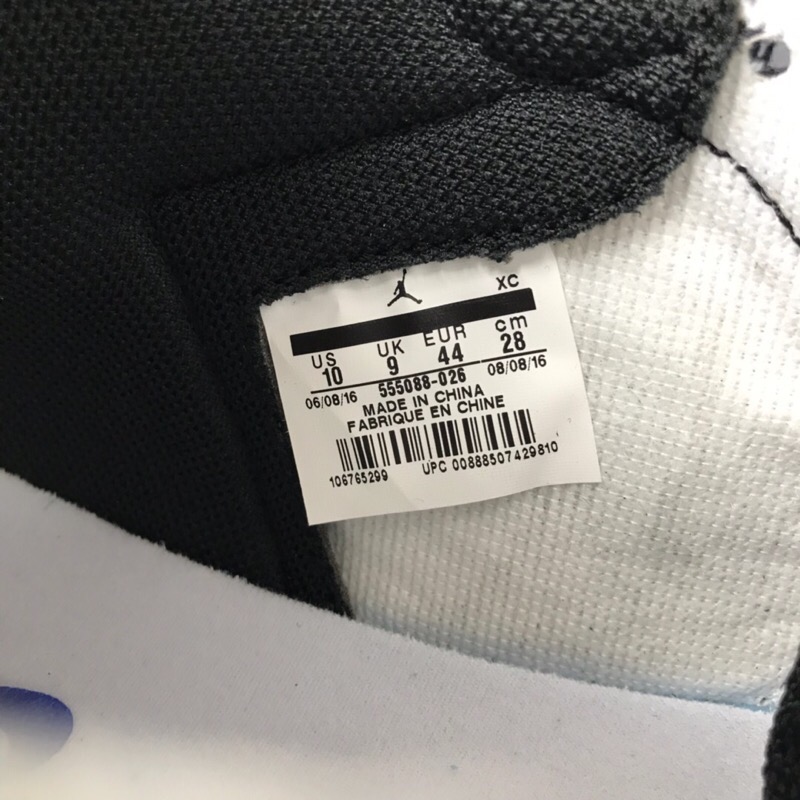 XC
US UK EUR cm
10 9 44 28
06/08/16 555088-026 08/08/16
MADE IN CHINA
FABRIQUE EN CHINE
106765299 UPC 00888507429810